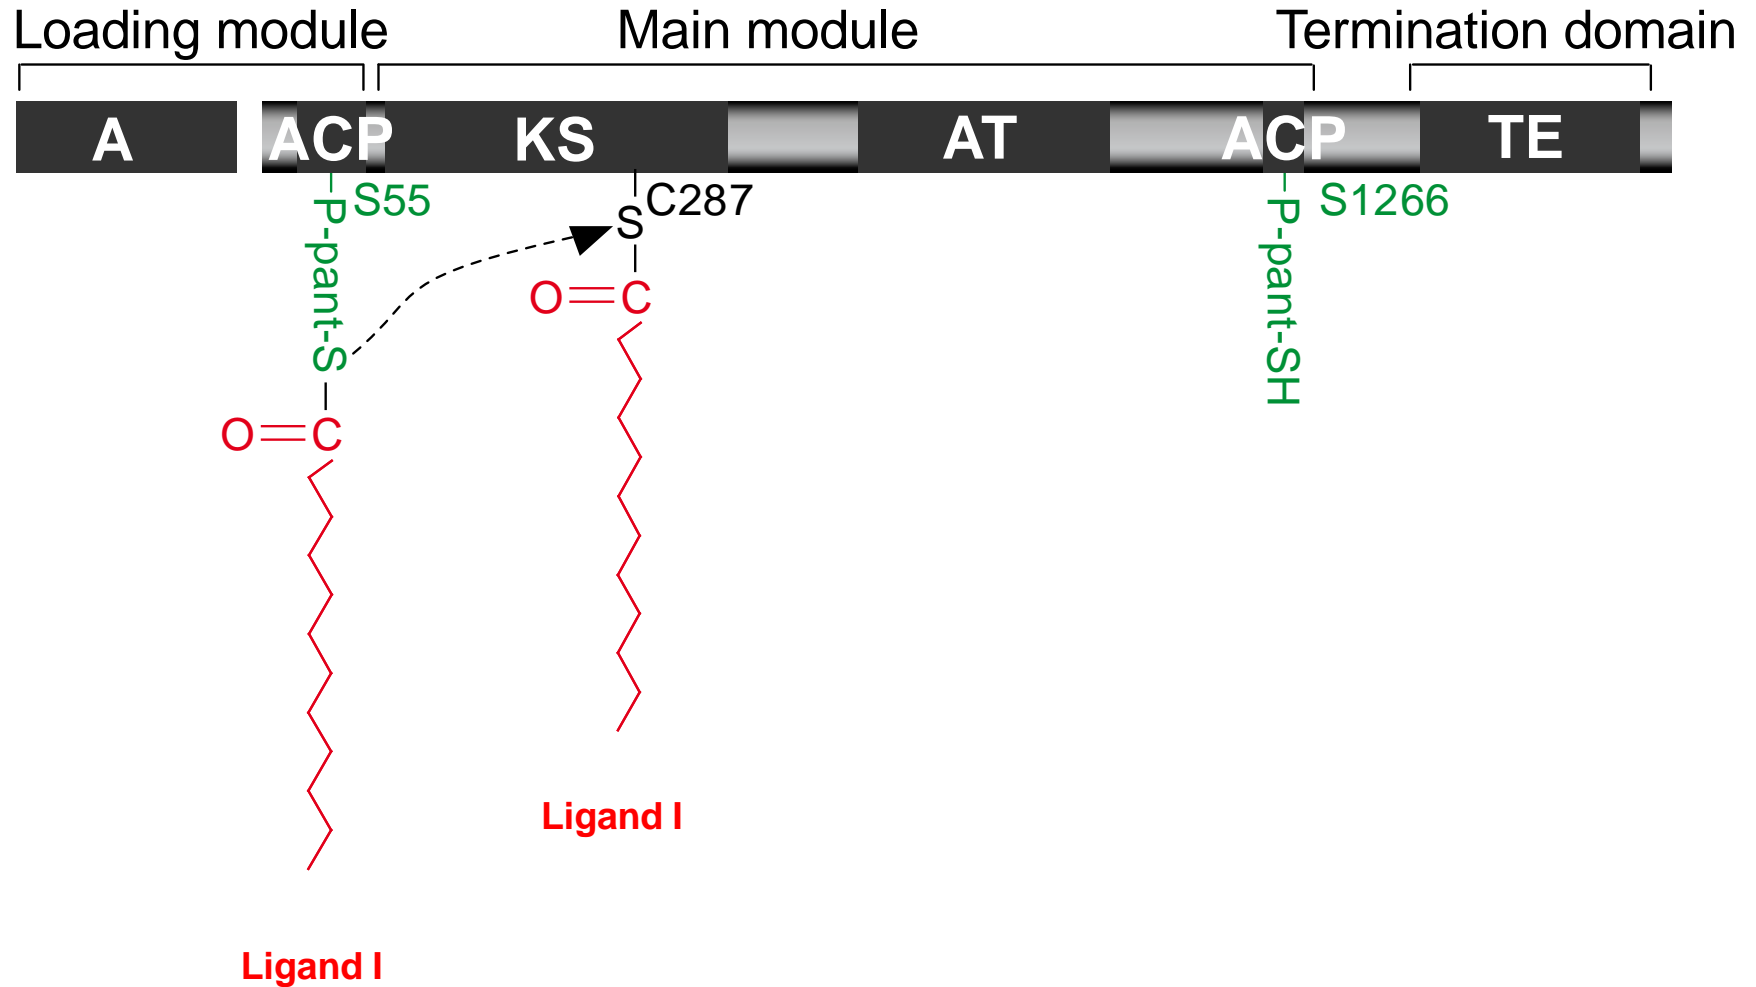 Loading module Main module Termination domain
A ACP KS AT ACP TE
S55 C287 S1266
P-pant-S S P-pant-SH
O=C
O=C
Ligand I
Ligand I